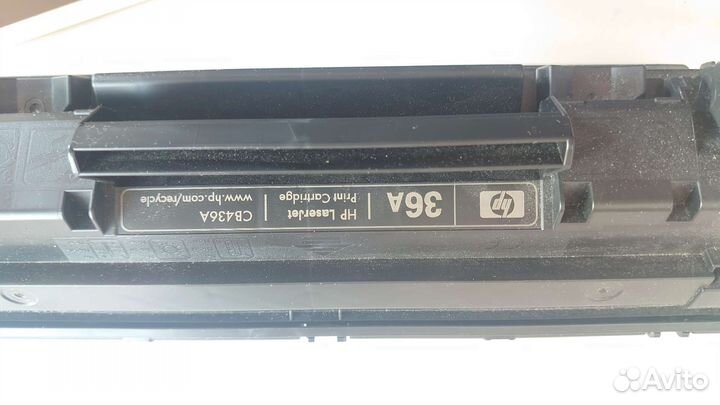 hp
36A
HP LaserJet
Print Cartridge
CB436A
www.hp.com/recycle
Avito